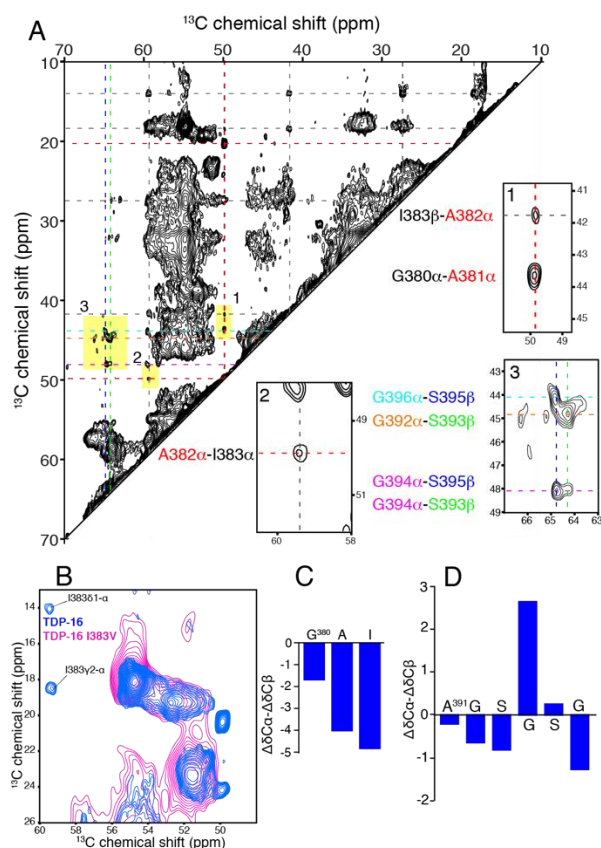 ¹³C chemical shift (ppm)
A
70 60 50 40 30 20 10
10
20
30
40
50
60
70
¹³C chemical shift (ppm)
3
1
2
1
I383β-A382α
G380α-A381α
41
42
43
44
45
50 49
2
A382α-I383α
49
51
60 58
3
G396α-S395β
G392α-S393β
G394α-S395β
G394α-S393β
43
44
45
46
47
48
49
66 65 64 63
B
I383δ1-α
TDP-16
TDP-16 I383V
I383γ2-α
14
16
18
20
22
24
26
60 58 56 54 52 50
¹³C chemical shift (ppm)
¹³C chemical shift (ppm)
C
G³⁸⁰ A I
0
-1
-2
-3
-4
-5
ΔδCα-ΔδCβ
D
3
2
1
0
-1
-2
ΔδCα-ΔδCβ
A³⁹¹ G S G S G